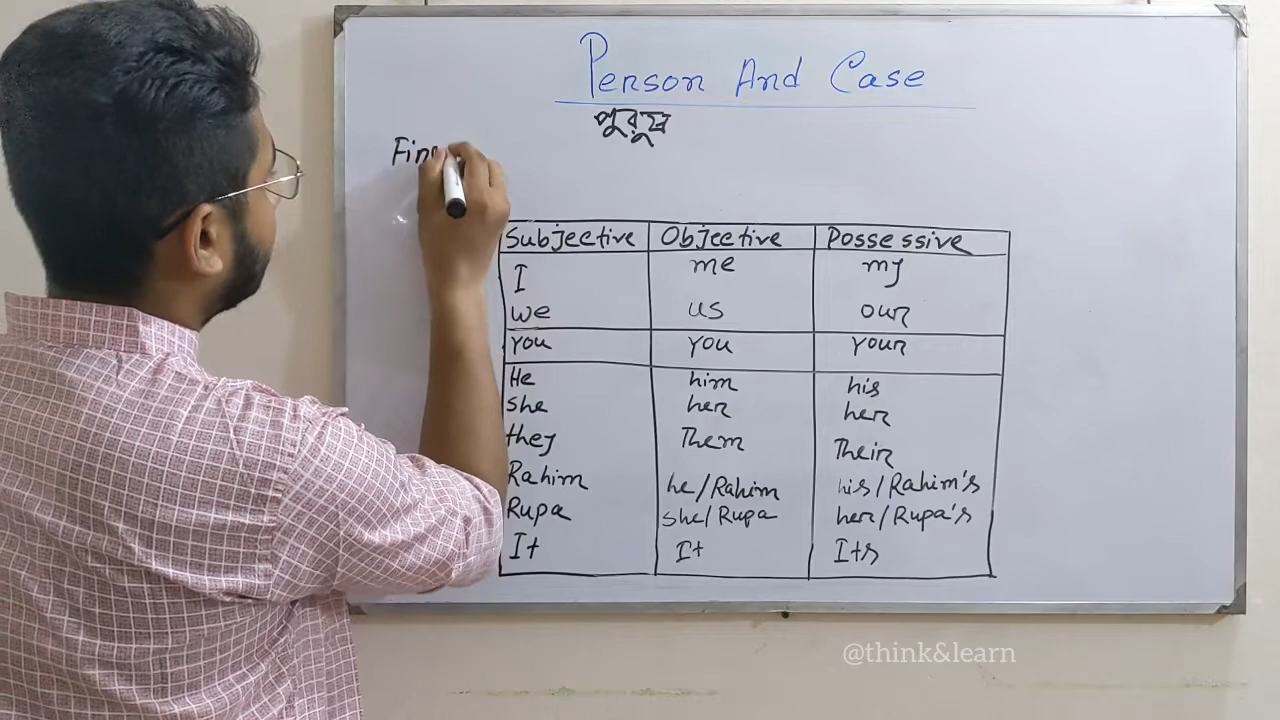 Person And Case
পুরুষ
Subjective Objective Possessive
I me my
we us our
you you your
He him his
she her her
they Them Their
Rahim he/Rahim his/Rahim's
Rupa she/Rupa her/Rupa's
It It Its
@think&learn